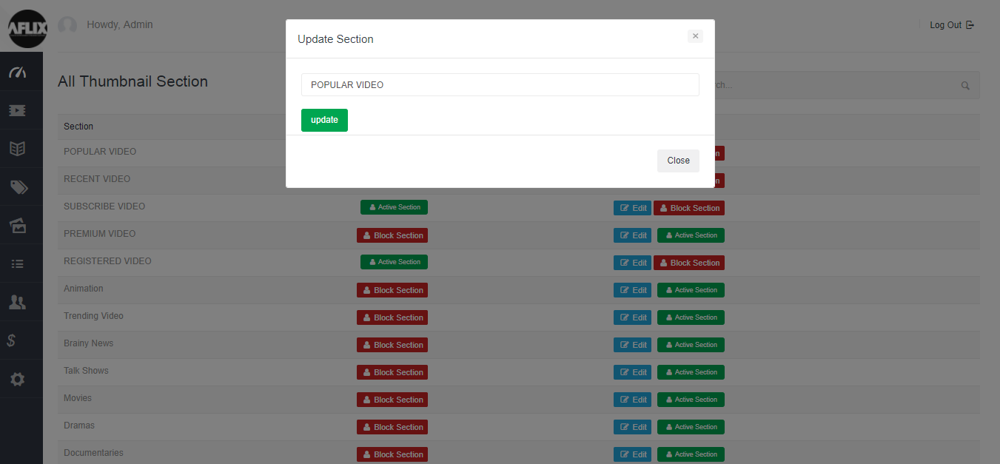 AFLIX
Howdy, Admin
Log Out
Update Section
×
All Thumbnail Section
POPULAR VIDEO
update
Close
Section
POPULAR VIDEO
RECENT VIDEO
SUBSCRIBE VIDEO Active Section Edit Block Section
PREMIUM VIDEO Block Section Edit Active Section
REGISTERED VIDEO Active Section Edit Block Section
Animation Block Section Edit Active Section
Trending Video Block Section Edit Active Section
Brainy News Block Section Edit Active Section
Talk Shows Block Section Edit Active Section
Movies Block Section Edit Active Section
Dramas Block Section Edit Active Section
Documentaries Block Section Edit Active Section